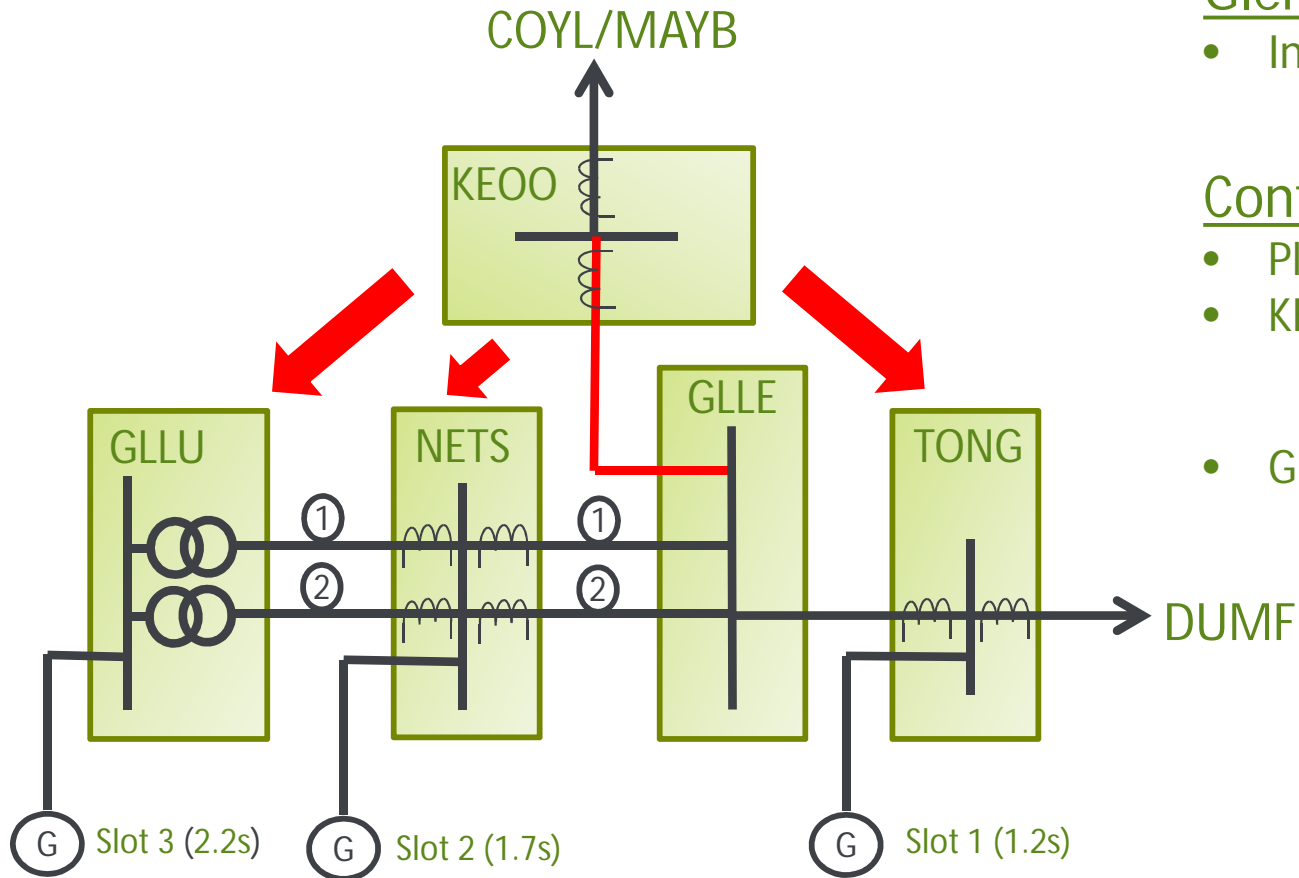 COYL/MAYB
KEOO
GLLU
NETS
GLLE
TONG
1
1
2
2
DUMF
G Slot 3 (2.2s)
G Slot 2 (1.7s)
G Slot 1 (1.2s)
•
•
•
•